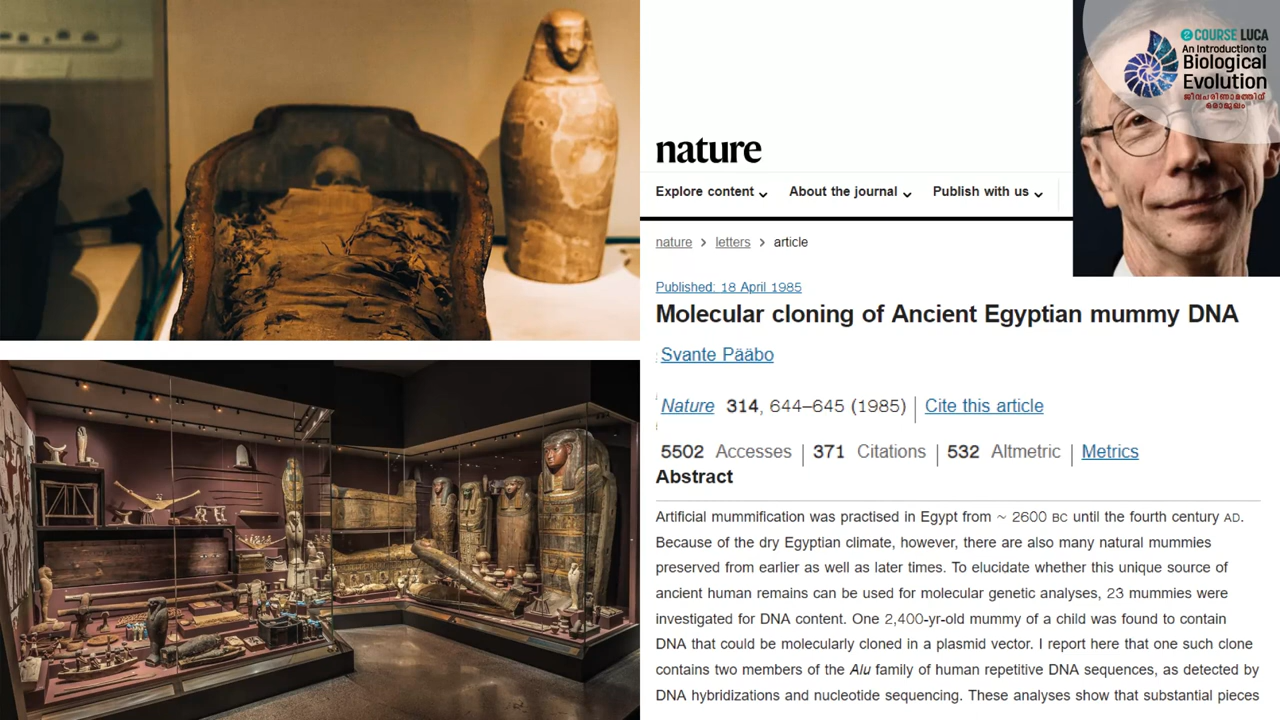 COURSE LUCA
An Introduction to
Biological
Evolution
ജീവപരിണാമത്തിന്
ഒരാമുഖം
nature
Explore content
About the journal
Publish with us
nature > letters > article
Published: 18 April 1985
Molecular cloning of Ancient Egyptian mummy DNA
Svante Pääbo
Nature 314, 644–645 (1985) | Cite this article
5502 Accesses | 371 Citations | 532 Altmetric | Metrics
Abstract
Artificial mummification was practised in Egypt from ~ 2600 BC until the fourth century AD.
Because of the dry Egyptian climate, however, there are also many natural mummies
preserved from earlier as well as later times. To elucidate whether this unique source of
ancient human remains can be used for molecular genetic analyses, 23 mummies were
investigated for DNA content. One 2,400-yr-old mummy of a child was found to contain
DNA that could be molecularly cloned in a plasmid vector. I report here that one such clone
contains two members of the Alu family of human repetitive DNA sequences, as detected by
DNA hybridizations and nucleotide sequencing. These analyses show that substantial pieces